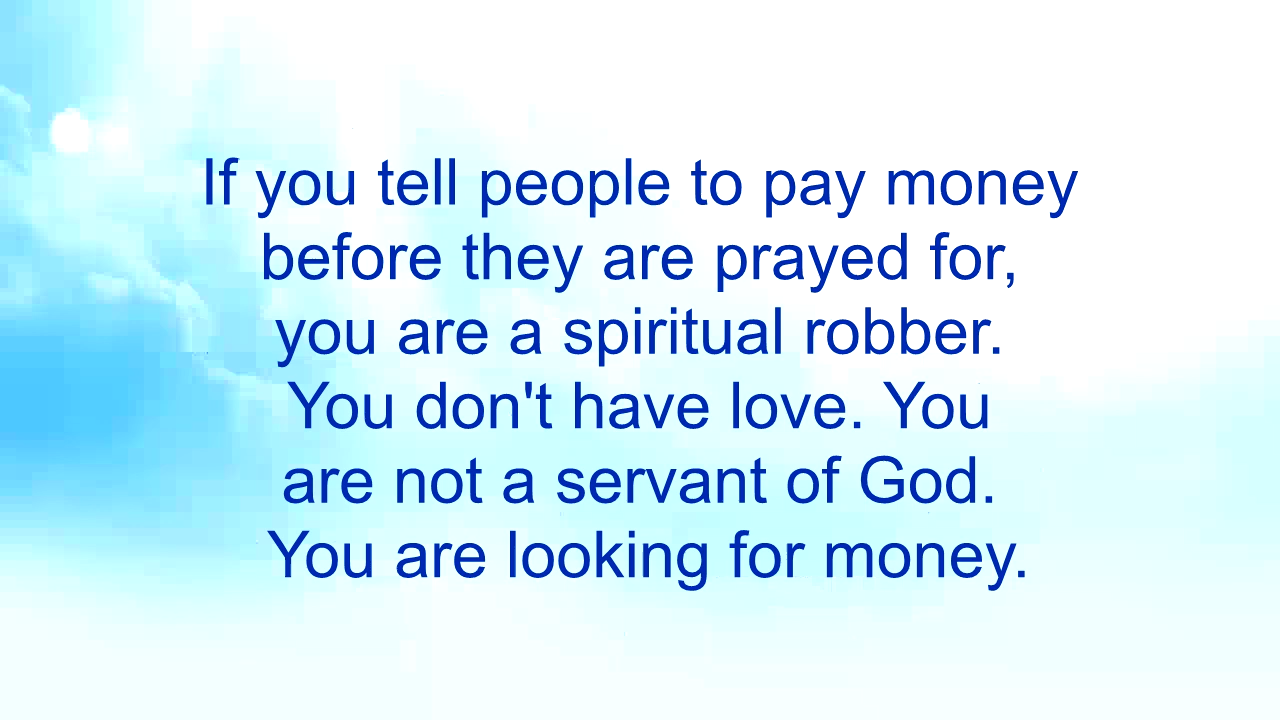 If you tell people to pay money
before they are prayed for,
you are a spiritual robber.
You don't have love. You
are not a servant of God.
You are looking for money.